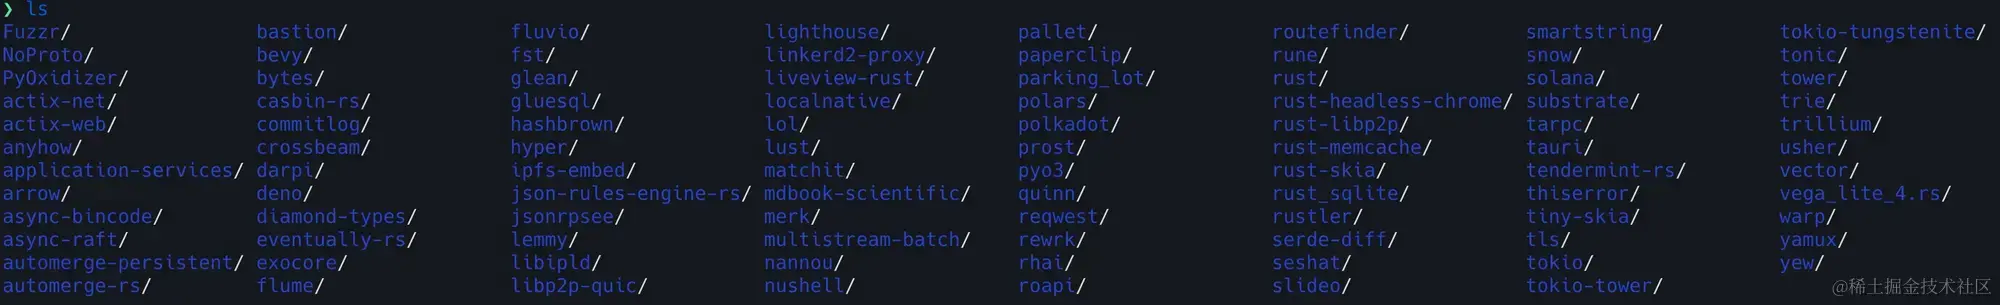 ❯ ls
Fuzzr/ bastion/ fluvio/ lighthouse/ pallet/ routefinder/ smartstring/ tokio-tungstenite/
NoProto/ bevy/ fst/ linkerd2-proxy/ paperclip/ rune/ snow/ tonic/
PyOxidizer/ bytes/ glean/ liveview-rust/ parking_lot/ rust/ solana/ tower/
actix-net/ casbin-rs/ gluesql/ localnative/ polars/ rust-headless-chrome/ substrate/ trie/
actix-web/ commitlog/ hashbrown/ lol/ polkadot/ rust-libp2p/ tarpc/ trillium/
anyhow/ crossbeam/ hyper/ lust/ prost/ rust-memcache/ tauri/ usher/
application-services/ darpi/ ipfs-embed/ matchit/ pyo3/ rust-skia/ tendermint-rs/ vector/
arrow/ deno/ json-rules-engine-rs/ mdbook-scientific/ quinn/ rust_sqlite/ thiserror/ vega_lite_4.rs/
async-bincode/ diamond-types/ jsonrpsee/ merk/ reqwest/ rustler/ tiny-skia/ warp/
async-raft/ eventually-rs/ lemmy/ multistream-batch/ rewrk/ serde-diff/ tls/ yamux/
automerge-persistent/ exocore/ libipld/ nannou/ rhai/ seshat/ tokio/ yew/
automerge-rs/ flume/ libp2p-quic/ nushell/ roapi/ slideo/ tokio-tower/
@稀土掘金技术社区